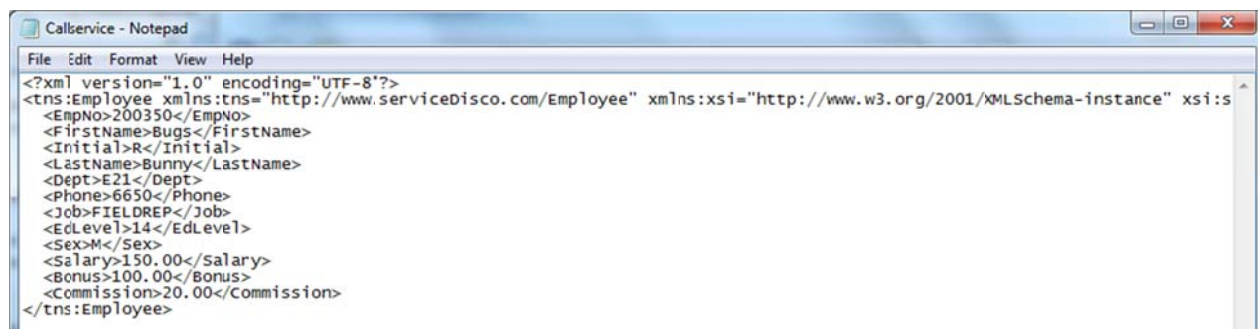 Callservice - Notepad
File Edit Format View Help
<?xml version="1.0" encoding="UTF-8"?>
<tns:Employee xmlns:tns="http://www.serviceDisco.com/Employee" xmlns:xsi="http://www.w3.org/2001/XMLSchema-instance" xsi:s
<EmpNo>200350</EmpNo>
<FirstName>Bugs</FirstName>
<Initial>R</Initial>
<LastName>Bunny</LastName>
<Dept>E21</Dept>
<Phone>6650</Phone>
<Job>FIELDREP</Job>
<EdLevel>14</EdLevel>
<Sex>M</Sex>
<Salary>150.00</Salary>
<Bonus>100.00</Bonus>
<Commission>20.00</Commission>
</tns:Employee>